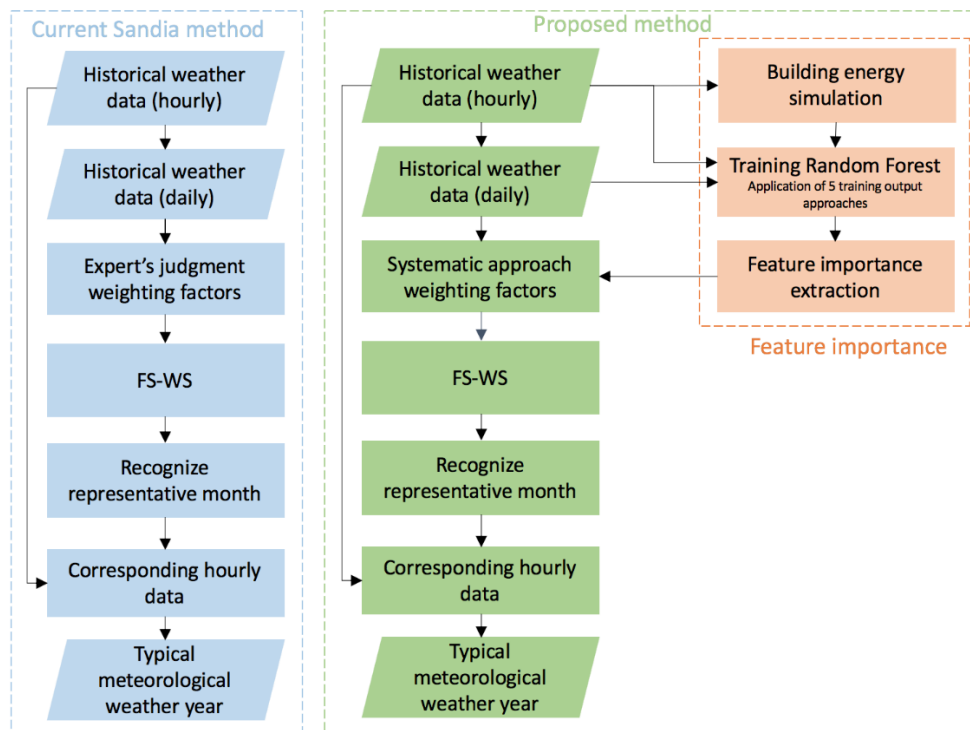 Current Sandia method
Historical weather
data (hourly)
Historical weather
data (daily)
Expert's judgment
weighting factors
FS-WS
Recognize
representative month
Corresponding hourly
data
Typical
meteorological
weather year
Proposed method
Historical weather
data (hourly)
Historical weather
data (daily)
Systematic approach
weighting factors
FS-WS
Recognize
representative month
Corresponding hourly
data
Typical
meteorological
weather year
Building energy
simulation
Training Random Forest
Application of 5 training output
approaches
Feature importance
extraction
Feature importance